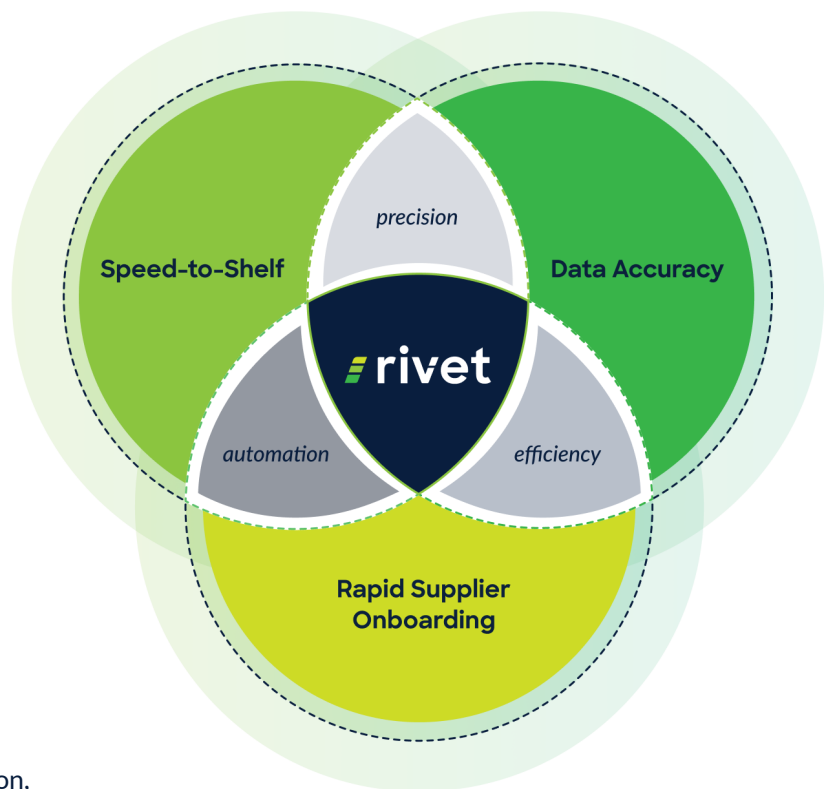 precision
Speed-to-Shelf
Data Accuracy
rivet
automation
efficiency
Rapid Supplier
Onboarding
on.